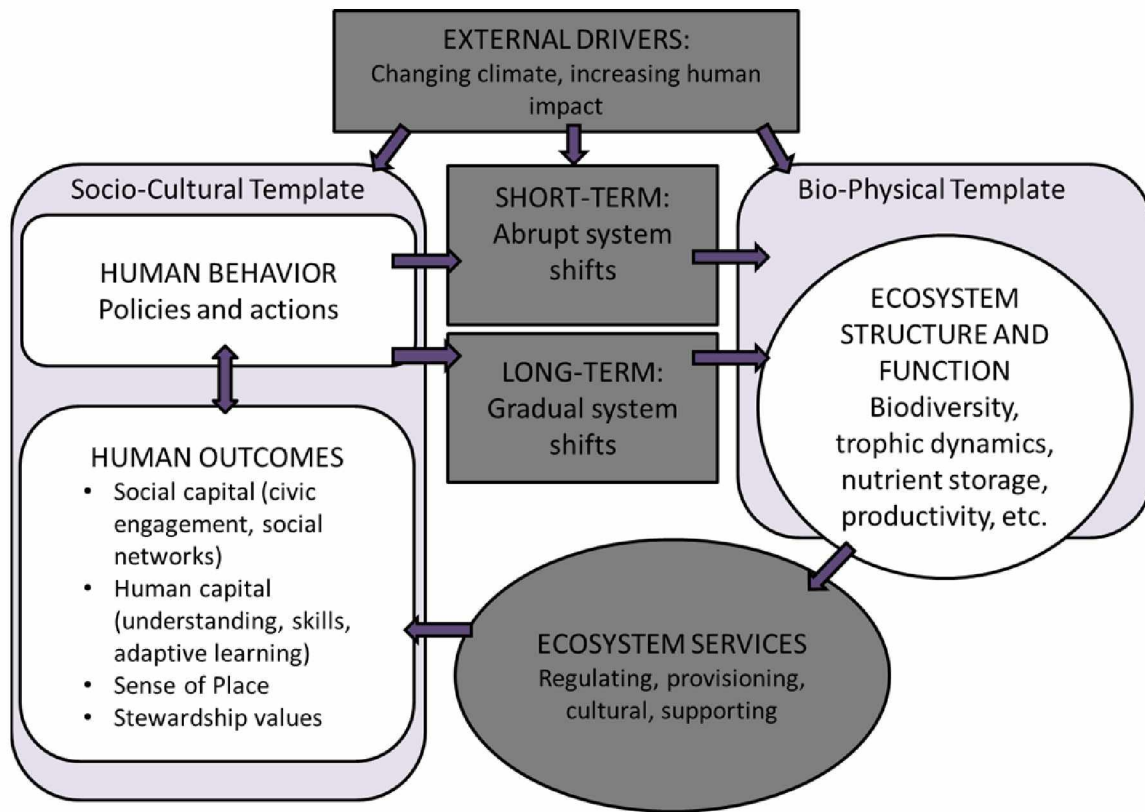 EXTERNAL DRIVERS:
Changing climate, increasing human
impact
Socio-Cultural Template
HUMAN BEHAVIOR
Policies and actions
SHORT-TERM:
Abrupt system
shifts
LONG-TERM:
Gradual system
shifts
Bio-Physical Template
ECOSYSTEM
STRUCTURE AND
FUNCTION
Biodiversity,
trophic dynamics,
nutrient storage,
productivity, etc.
HUMAN OUTCOMES
• Social capital (civic
engagement, social
networks)
• Human capital
(understanding, skills,
adaptive learning)
• Sense of Place
• Stewardship values
ECOSYSTEM SERVICES
Regulating, provisioning,
cultural, supporting